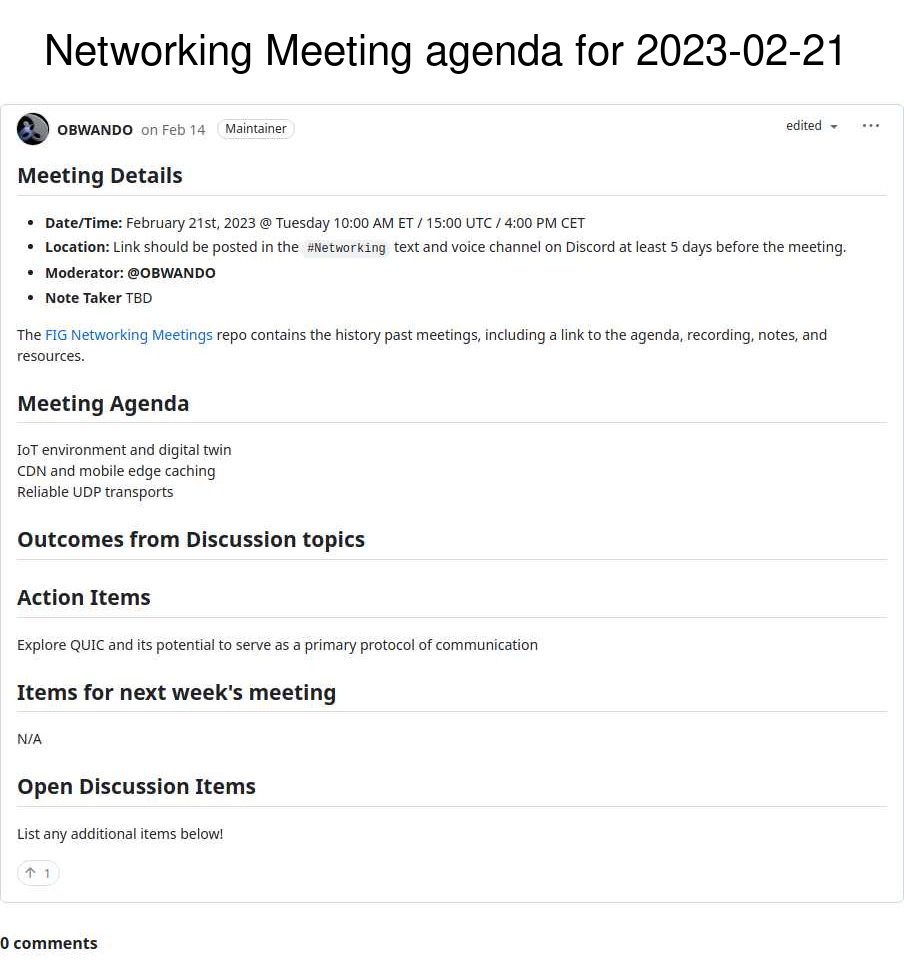 Networking Meeting agenda for 2023-02-21
OBWANDO on Feb 14 Maintainer edited
Meeting Details
Date/Time: February 21st, 2023 @ Tuesday 10:00 AM ET / 15:00 UTC / 4:00 PM CET
Location: Link should be posted in the #Networking text and voice channel on Discord at least 5 days before the meeting.
Moderator: @OBWANDO
Note Taker TBD
The FIG Networking Meetings repo contains the history past meetings, including a link to the agenda, recording, notes, and
resources.
Meeting Agenda
IoT environment and digital twin
CDN and mobile edge caching
Reliable UDP transports
Outcomes from Discussion topics
Action Items
Explore QUIC and its potential to serve as a primary protocol of communication
Items for next week's meeting
N/A
Open Discussion Items
List any additional items below!
1
0 comments